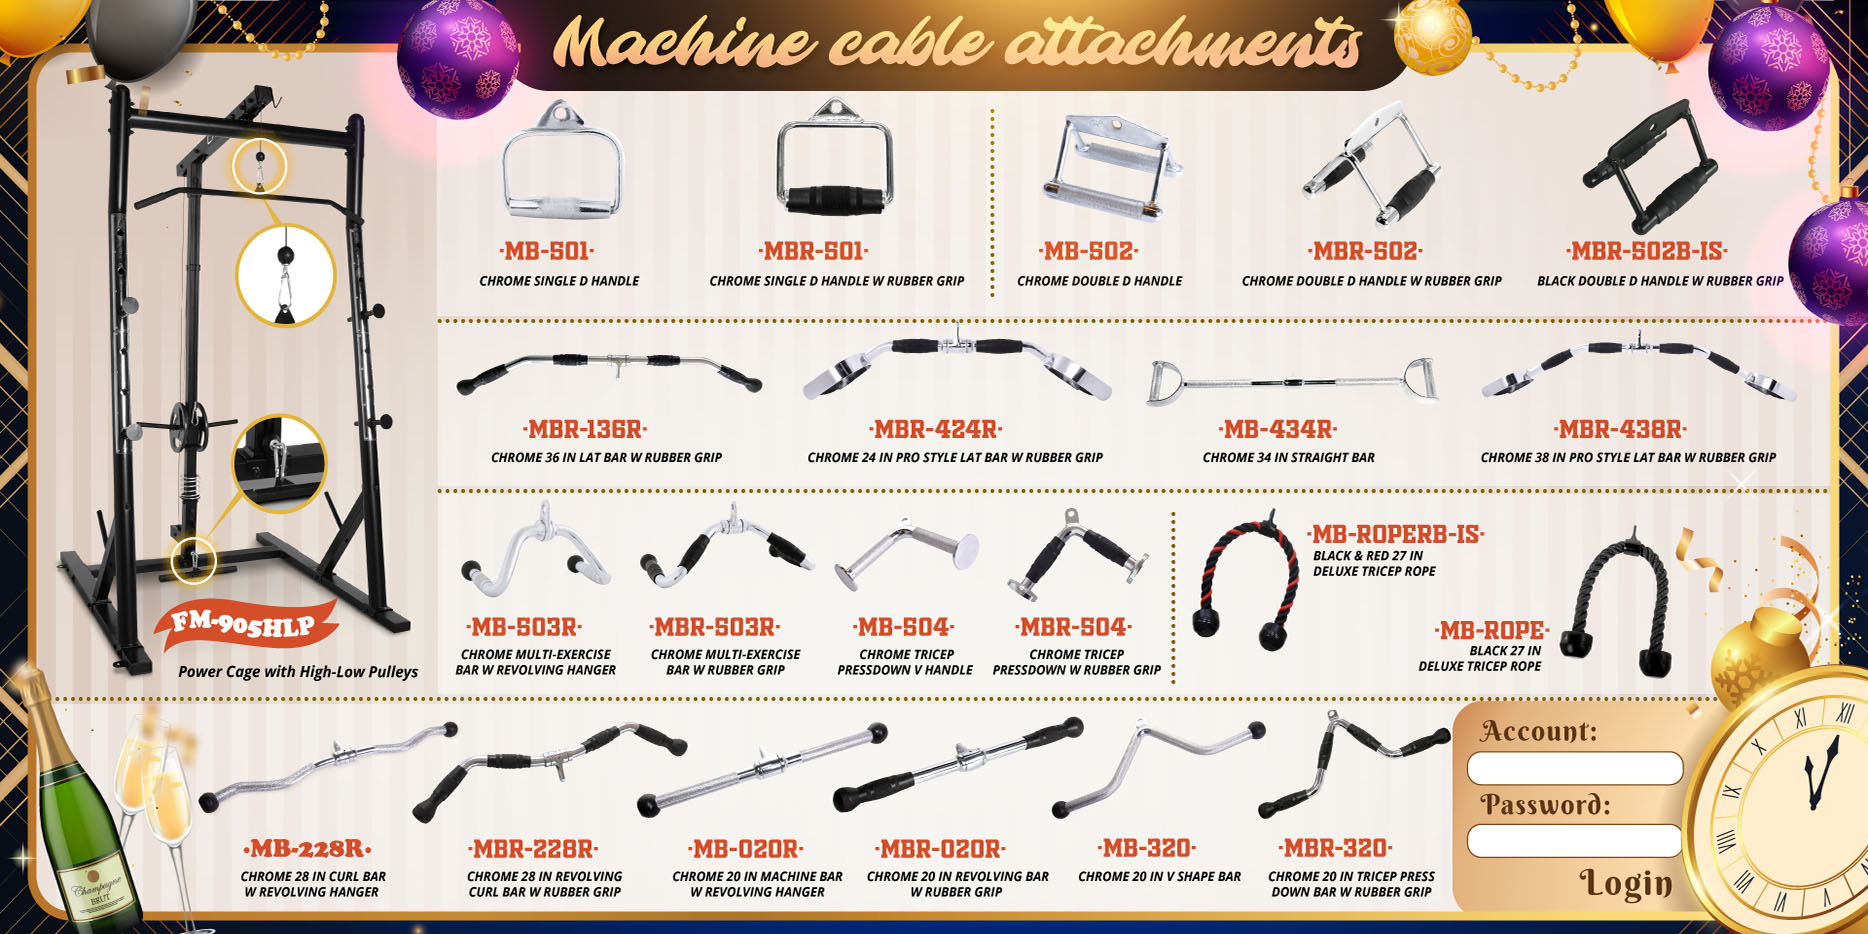 Machine cable attachments
·MB-501·
CHROME SINGLE D HANDLE
·MBR-501·
CHROME SINGLE D HANDLE W RUBBER GRIP
·MB-502·
CHROME DOUBLE D HANDLE
·MBR-502·
CHROME DOUBLE D HANDLE W RUBBER GRIP
·MBR-502B-IS·
BLACK DOUBLE D HANDLE W RUBBER GRIP
·MBR-136R·
CHROME 36 IN LAT BAR W RUBBER GRIP
·MBR-424R·
CHROME 24 IN PRO STYLE LAT BAR W RUBBER GRIP
·MB-434R·
CHROME 34 IN STRAIGHT BAR
·MBR-438R·
CHROME 38 IN PRO STYLE LAT BAR W RUBBER GRIP
FM-905HLP
Power Cage with High-Low Pulleys
·MB-503R·
CHROME MULTI-EXERCISE
BAR W REVOLVING HANGER
·MBR-503R·
CHROME MULTI-EXERCISE
BAR W RUBBER GRIP
·MB-504·
CHROME TRICEP
PRESSDOWN V HANDLE
·MBR-504·
CHROME TRICEP
PRESSDOWN W RUBBER GRIP
·MB-ROPERB-IS·
BLACK & RED 27 IN
DELUXE TRICEP ROPE
·MB-ROPE·
BLACK 27 IN
DELUXE TRICEP ROPE
·MB-228R·
CHROME 28 IN CURL BAR
W REVOLVING HANGER
·MBR-228R·
CHROME 28 IN REVOLVING
CURL BAR W RUBBER GRIP
·MB-020R·
CHROME 20 IN MACHINE BAR
W REVOLVING HANGER
·MBR-020R·
CHROME 20 IN REVOLVING BAR
W RUBBER GRIP
·MB-320·
CHROME 20 IN V SHAPE BAR
·MBR-320·
CHROME 20 IN TRICEP PRESS
DOWN BAR W RUBBER GRIP
Account:
Password:
Login
Champagne
BRUT
XII
XI
X
IX
VIII
VII
VI